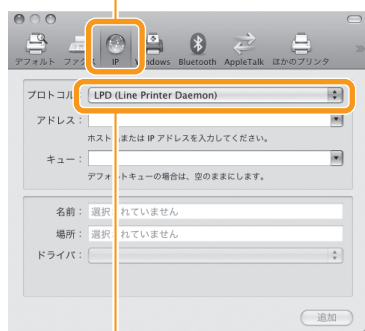 デフォルト ファクス IP Windows Bluetooth AppleTalk ほかのプリンタ
プロトコル: LPD (Line Printer Daemon)
アドレス:
ホスト名または IP アドレスを入力してください。
キュー:
デフォルトキューの場合は、空のままにします。
名前: 選択されていません
場所: 選択されていません
ドライバ:
追加